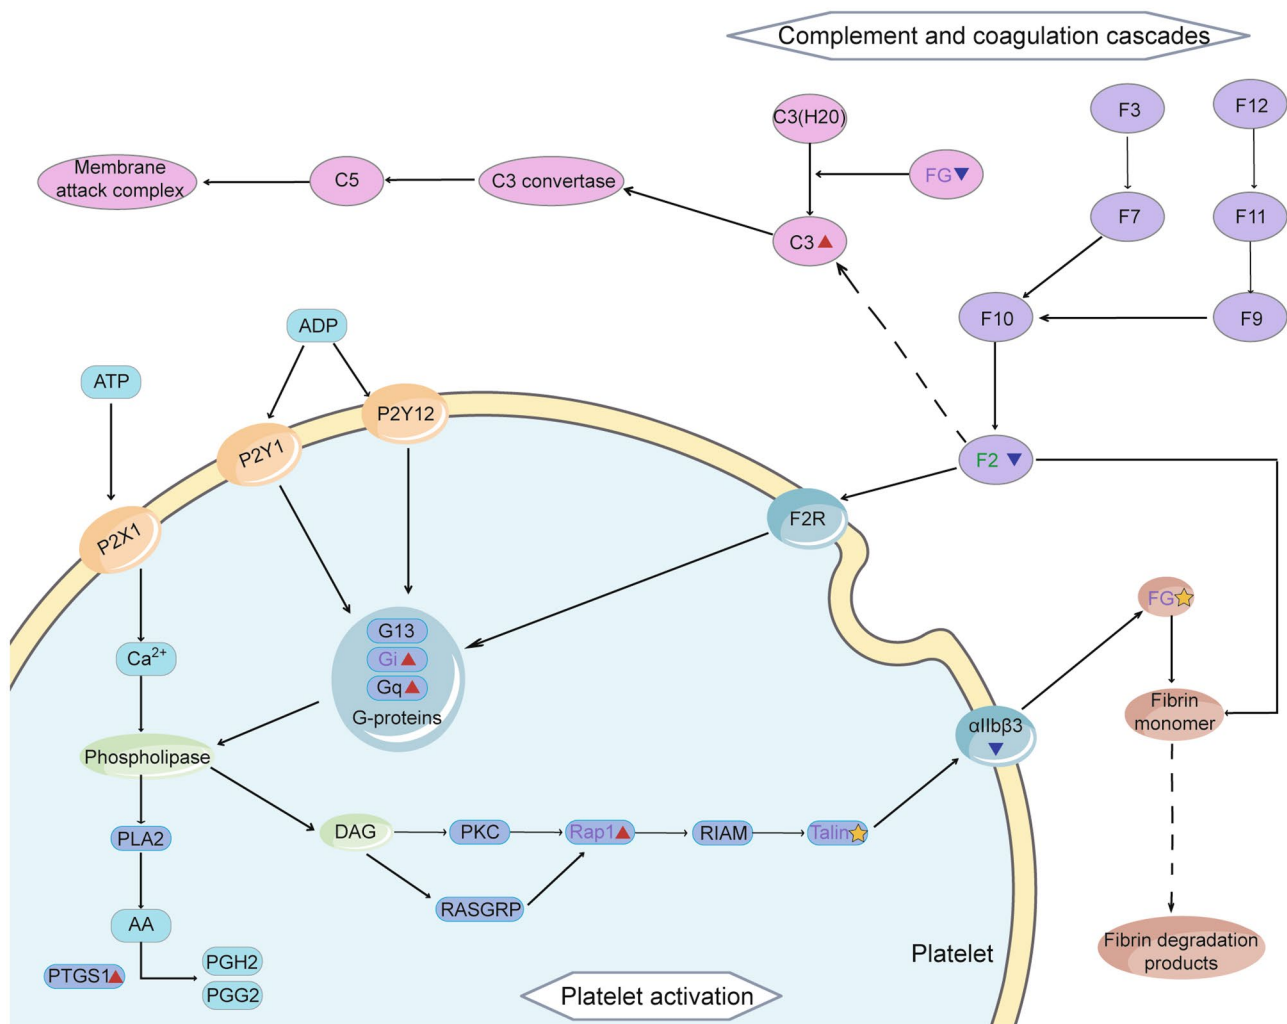 Complement and coagulation cascades
C3(H20)
F3
F12
Membrane
attack complex
C5
C3 convertase
FG
F7
F11
C3
F10
F9
ADP
ATP
P2Y12
P2Y1
F2
P2X1
F2R
FG
G13
Gi
Gq
G-proteins
Ca2+
Fibrin
monomer
αIIbβ3
Phospholipase
DAG
PKC
Rap1
RIAM
Talin
PLA2
RASGRP
AA
Platelet
Fibrin degradation
products
PTGS1
PGH2
PGG2
Platelet activation